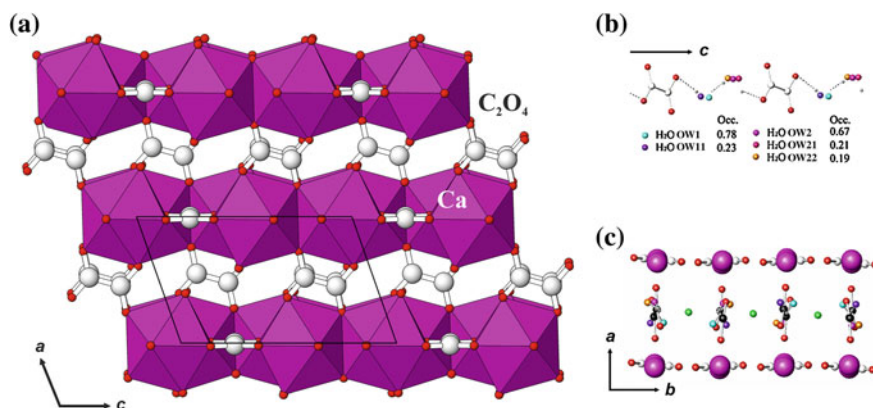 (a)
C₂O₄
Ca
a
c
(b)
c
Occ. Occ.
H₂O OW1 0.78 H₂O OW2 0.67
H₂O OW11 0.23 H₂O OW21 0.21
H₂O OW22 0.19
(c)
a
b